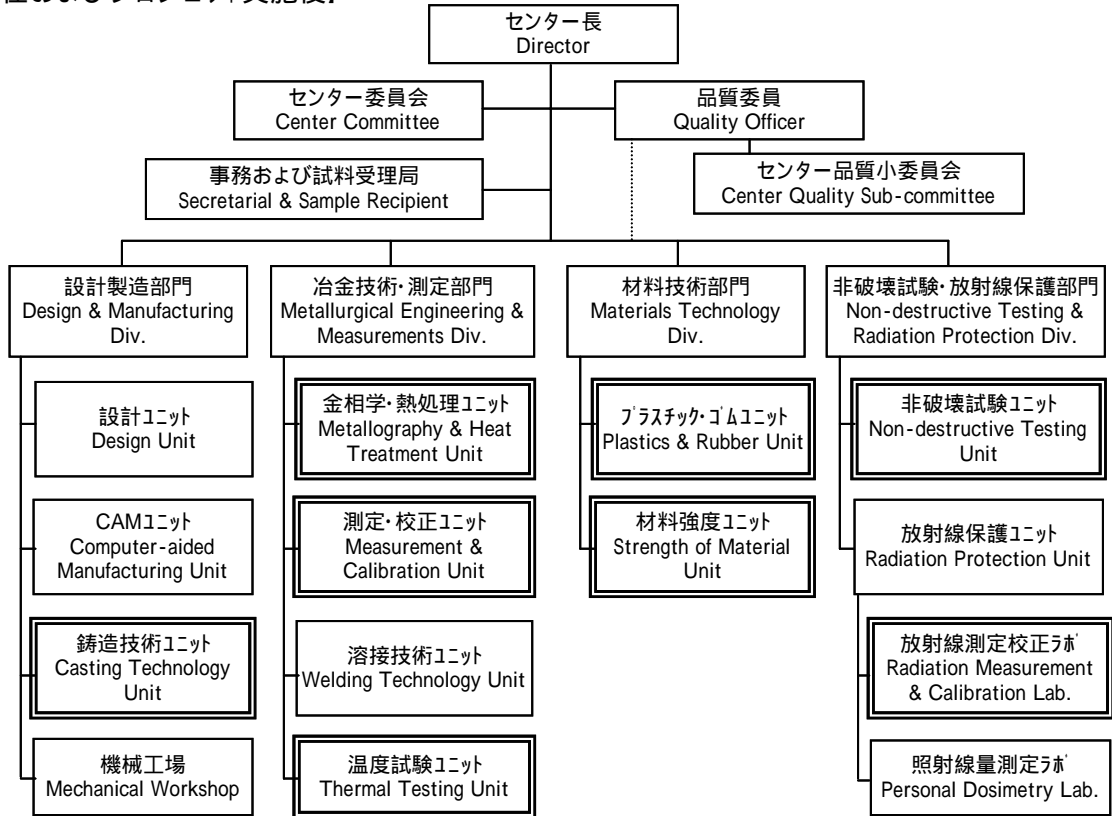 センター長
Director
センター委員会
Center Committee
品質委員
Quality Officer
事務および試料受理局
Secretarial & Sample Recipient
センター品質小委員会
Center Quality Sub-committee
設計製造部門
Design & Manufacturing
Div.
冶金技術・測定部門
Metallurgical Engineering &
Measurements Div.
材料技術部門
Materials Technology
Div.
非破壊試験・放射線保護部門
Non-destructive Testing &
Radiation Protection Div.
設計ﾕﾆｯﾄ
Design Unit
CAMﾕﾆｯﾄ
Computer-aided
Manufacturing Unit
鋳造技術ﾕﾆｯﾄ
Casting Technology
Unit
機械工場
Mechanical Workshop
金相学・熱処理ﾕﾆｯﾄ
Metallography & Heat
Treatment Unit
測定・校正ﾕﾆｯﾄ
Measurement &
Calibration Unit
溶接技術ﾕﾆｯﾄ
Welding Technology Unit
温度試験ﾕﾆｯﾄ
Thermal Testing Unit
ﾌﾟﾗｽﾁｯｸ・ｺﾞﾑﾕﾆｯﾄ
Plastics & Rubber Unit
材料強度ﾕﾆｯﾄ
Strength of Material
Unit
非破壊試験ﾕﾆｯﾄ
Non-destructive Testing
Unit
放射線保護ﾕﾆｯﾄ
Radiation Protection Unit
放射線測定校正ﾗﾎﾞ
Radiation Measurement
& Calibration Lab.
照射線量測定ﾗﾎﾞ
Personal Dosimetry Lab.